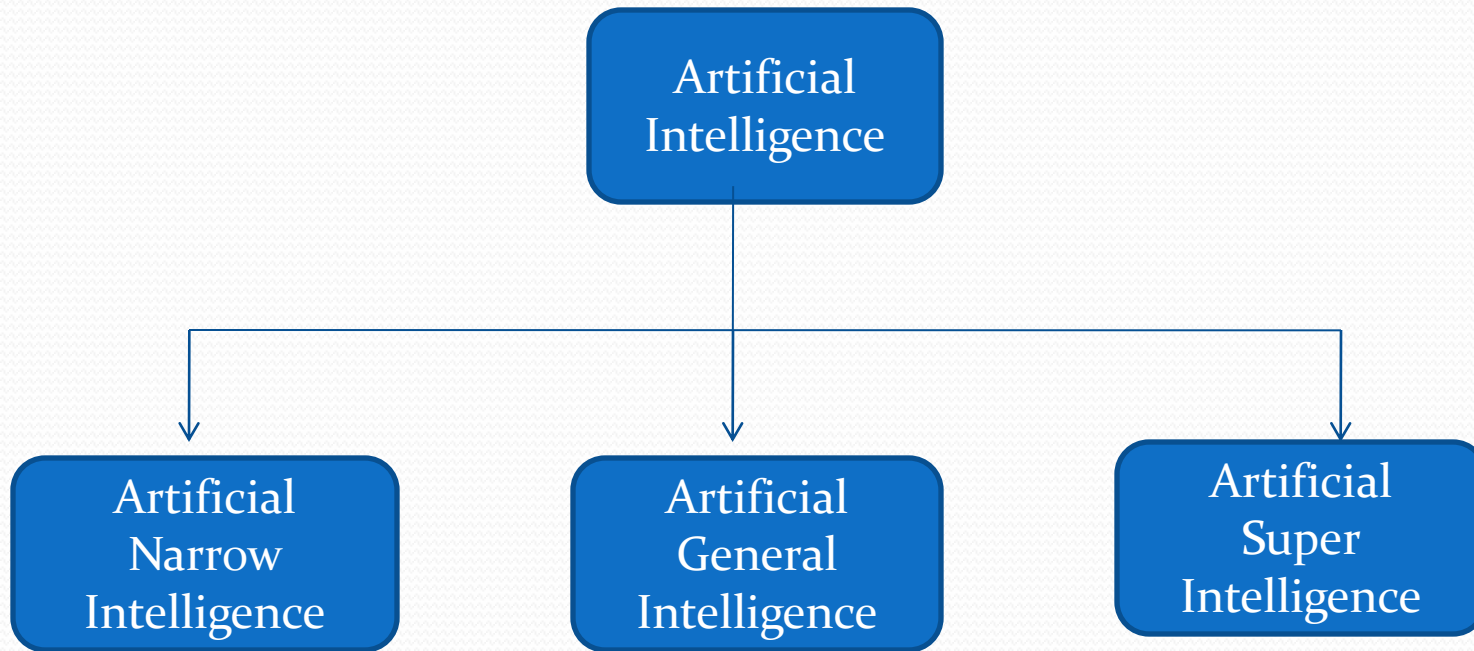 Artificial
Intelligence
Artificial
Narrow
Intelligence
Artificial
General
Intelligence
Artificial
Super
Intelligence